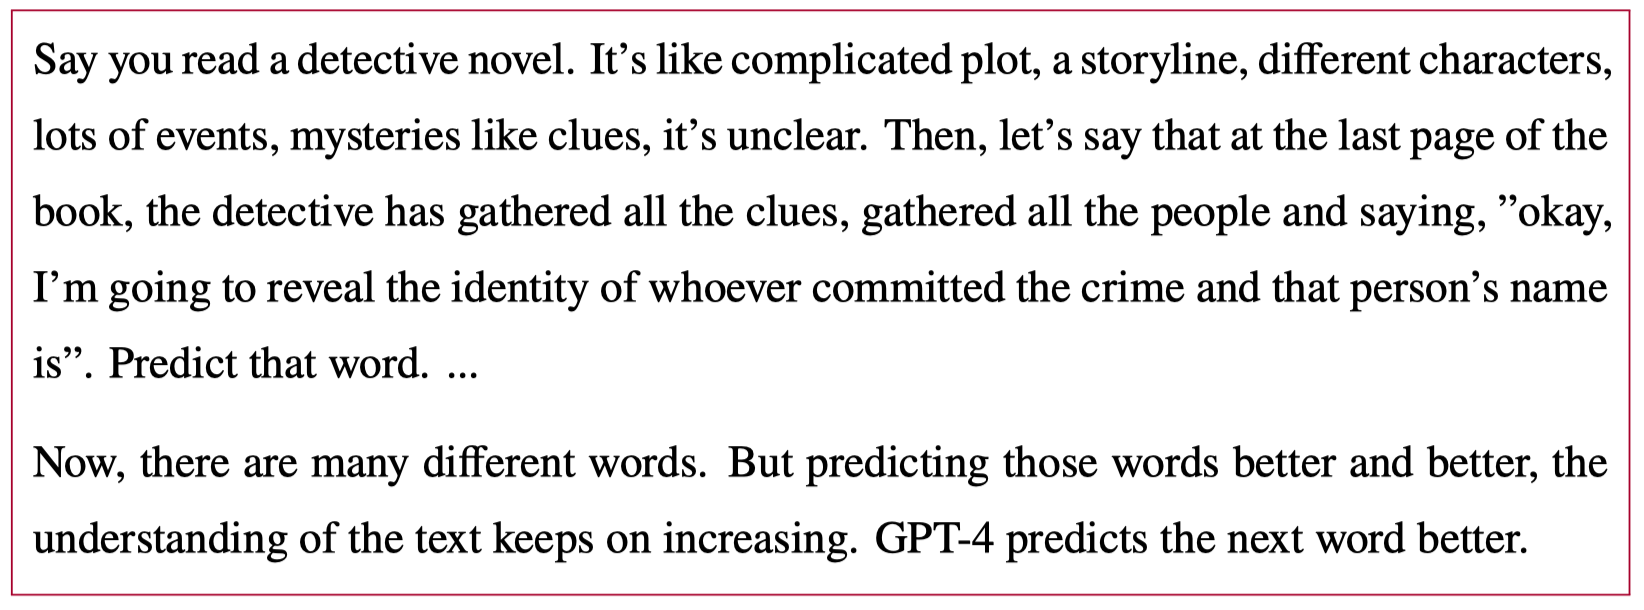 Say you read a detective novel. It’s like complicated plot, a storyline, different characters,
lots of events, mysteries like clues, it’s unclear. Then, let’s say that at the last page of the
book, the detective has gathered all the clues, gathered all the people and saying, ”okay,
I’m going to reveal the identity of whoever committed the crime and that person’s name
is”. Predict that word. ...
Now, there are many different words. But predicting those words better and better, the
understanding of the text keeps on increasing. GPT-4 predicts the next word better.